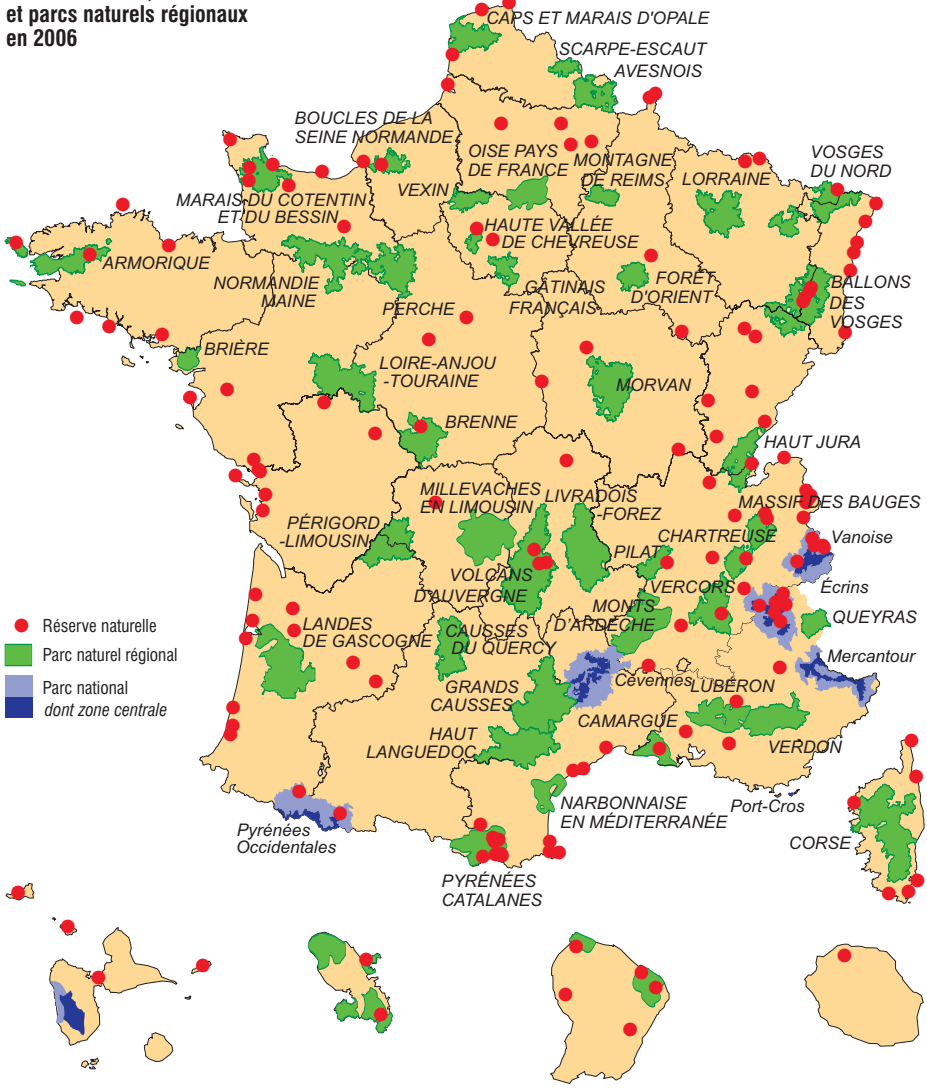 et parcs naturels régionaux
en 2006
CAPS ET MARAIS D'OPALE
SCARPE-ESCAUT
AVESNOIS
BOUCLES DE LA
SEINE NORMANDE
OISE PAYS
DE FRANCE
MONTAGNE
DE REIMS
LORRAINE
VOSGES
DU NORD
MARAIS DU COTENTIN
ET DU BESSIN
VEXIN
HAUTE VALLÉE
DE CHEVREUSE
ARMORIQUE
NORMANDIE
MAINE
PERCHE
GÂTINAIS
FRANÇAIS
FORÊT
D'ORIENT
BALLONS
DES
VOSGES
BRIÈRE
LOIRE-ANJOU
-TOURAINE
MORVAN
BRENNE
HAUT JURA
MILLEVACHES
EN LIMOUSIN
LIVRADOIS
-FOREZ
MASSIF DES BAUGES
PÉRIGORD
-LIMOUSIN
CHARTREUSE
Vanoise
PILAT
VOLCANS
D'AUVERGNE
VERCORS
Écrins
MONTS
D'ARDÈCHE
QUEYRAS
Réserve naturelle
LANDES
DE GASCOGNE
CAUSSES
DU QUERCY
Parc naturel régional
Mercantour
Parc national
dont zone centrale
GRANDS
CAUSSES
Cévennes
LUBERON
HAUT
LANGUEDOC
CAMARGUE
VERDON
NARBONNAISE
EN MÉDITERRANÉE
Port-Cros
Pyrénées
Occidentales
CORSE
PYRÉNÉES
CATALANES